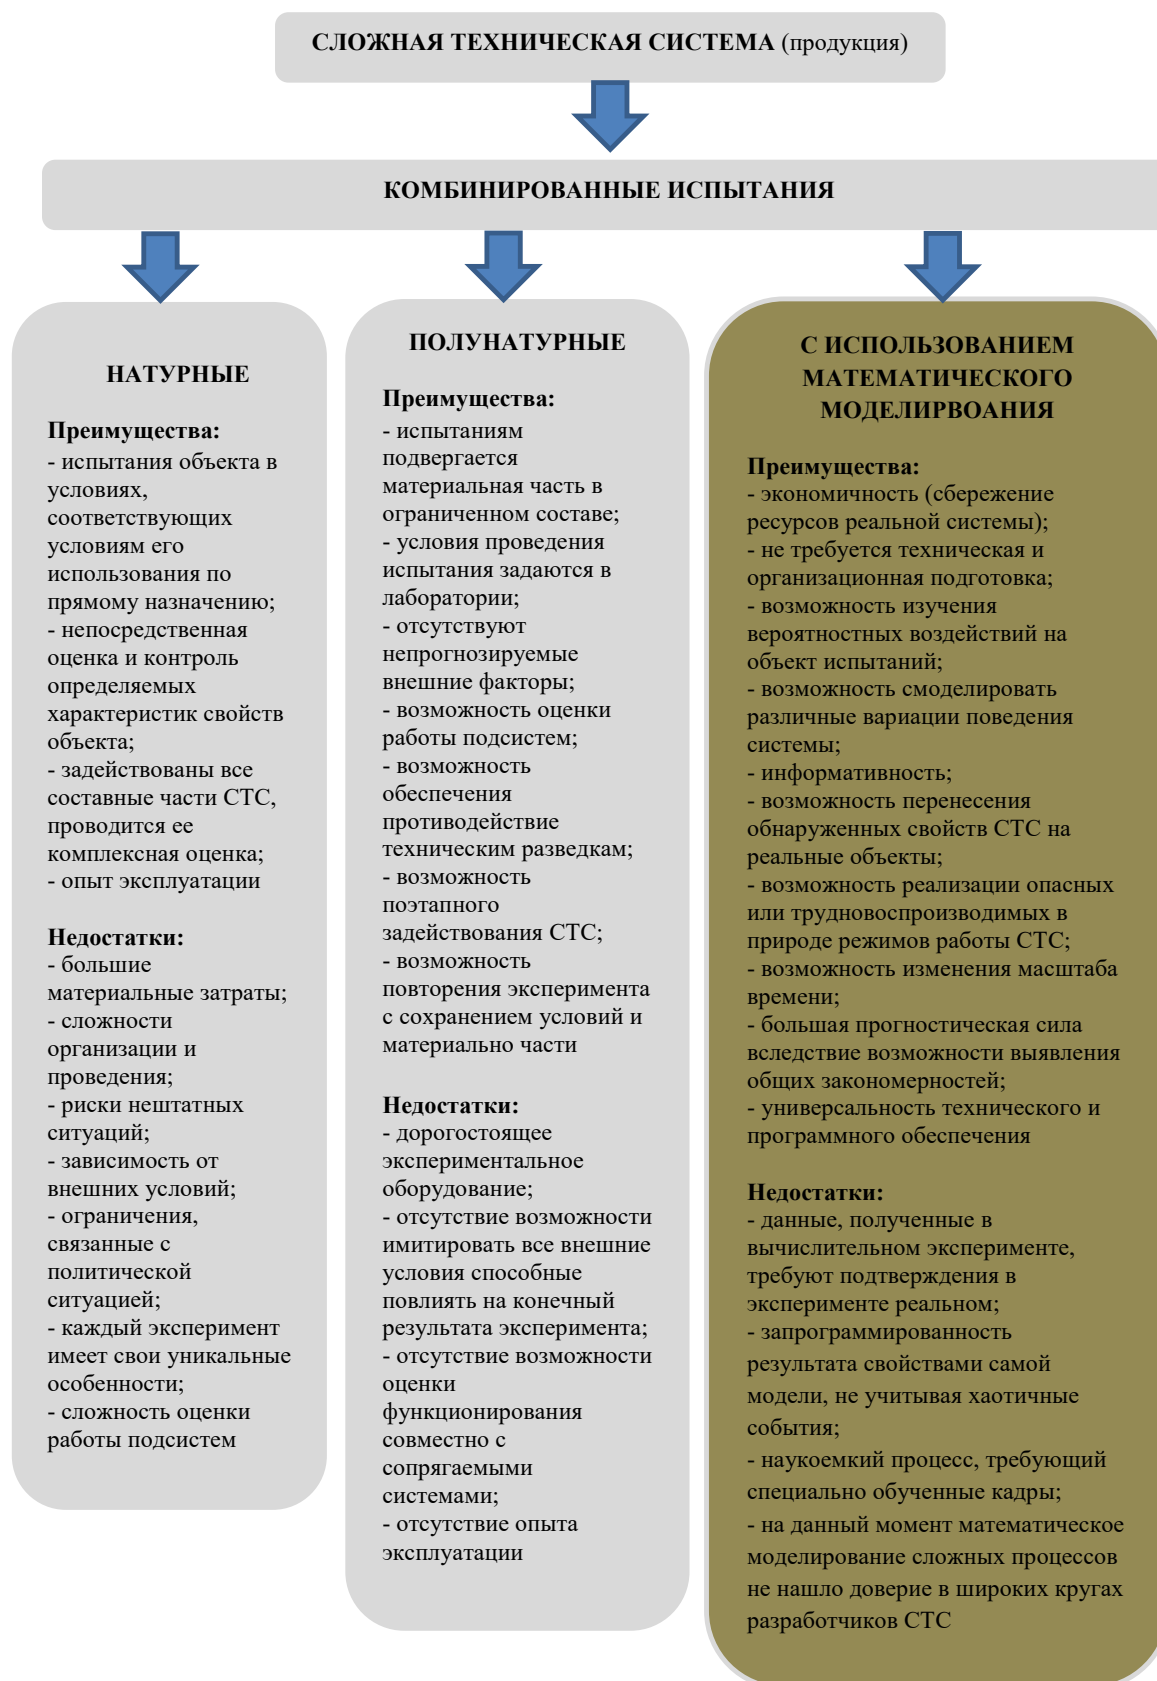 СЛОЖНАЯ ТЕХНИЧЕСКАЯ СИСТЕМА (продукция)
КОМБИНИРОВАННЫЕ ИСПЫТАНИЯ
НАТУРНЫЕ
Преимущества:
- испытания объекта в
условиях,
соответствующих
условиям его
использования по
прямому назначению;
- непосредственная
оценка и контроль
определяемых
характеристик свойств
объекта;
- задействованы все
составные части СТС,
проводится ее
комплексная оценка;
- опыт эксплуатации
Недостатки:
- большие
материальные затраты;
- сложности
организации и
проведения;
- риски нештатных
ситуаций;
- зависимость от
внешних условий;
- ограничения,
связанные с
политической
ситуацией;
- каждый эксперимент
имеет свои уникальные
особенности;
- сложность оценки
работы подсистем
ПОЛУНАТУРНЫЕ
Преимущества:
- испытаниям
подвергается
материальная часть в
ограниченном составе;
- условия проведения
испытания задаются в
лаборатории;
- отсутствуют
непрогнозируемые
внешние факторы;
- возможность оценки
работы подсистем;
- возможность
обеспечения
противодействие
техническим разведкам;
- возможность
поэтапного
задействования СТС;
- возможность
повторения эксперимента
с сохранением условий и
материально части
Недостатки:
- дорогостоящее
экспериментальное
оборудование;
- отсутствие возможности
имитировать все внешние
условия способные
повлиять на конечный
результата эксперимента;
- отсутствие возможности
оценки
функционирования
совместно с
сопрягаемыми
системами;
- отсутствие опыта
эксплуатации
С ИСПОЛЬЗОВАНИЕМ
МАТЕМАТИЧЕСКОГО
МОДЕЛИРВОАНИЯ
Преимущества:
- экономичность (сбережение
ресурсов реальной системы);
- не требуется техническая и
организационная подготовка;
- возможность изучения
вероятностных воздействий на
объект испытаний;
- возможность смоделировать
различные вариации поведения
системы;
- информативность;
- возможность перенесения
обнаруженных свойств СТС на
реальные объекты;
- возможность реализации опасных
или трудновоспроизводимых в
природе режимов работы СТС;
- возможность изменения масштаба
времени;
- большая прогностическая сила
вследствие возможности выявления
общих закономерностей;
- универсальность технического и
программного обеспечения
Недостатки:
- данные, полученные в
вычислительном эксперименте,
требуют подтверждения в
эксперименте реальном;
- запрограммированность
результата свойствами самой
модели, не учитывая хаотичные
события;
- наукоемкий процесс, требующий
специально обученные кадры;
- на данный момент математическое
моделирование сложных процессов
не нашло доверие в широких кругах
разработчиков СТС